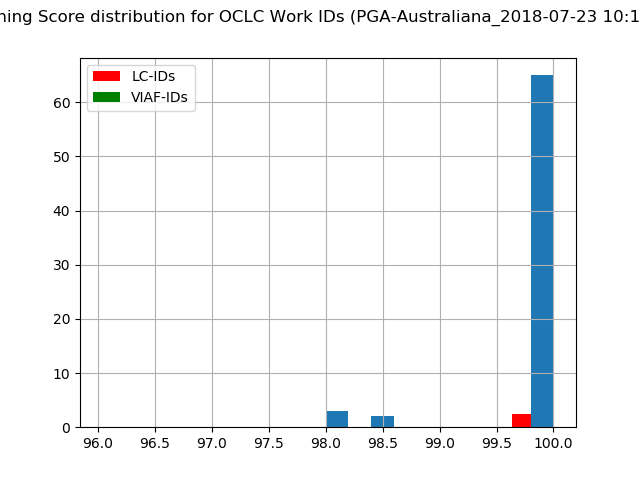 ning Score distribution for OCLC Work IDs (PGA-Australiana_2018-07-23 10:1
LC-IDs
VIAF-IDs
60
50
40
30
20
10
0
96.0 96.5 97.0 97.5 98.0 98.5 99.0 99.5 100.0